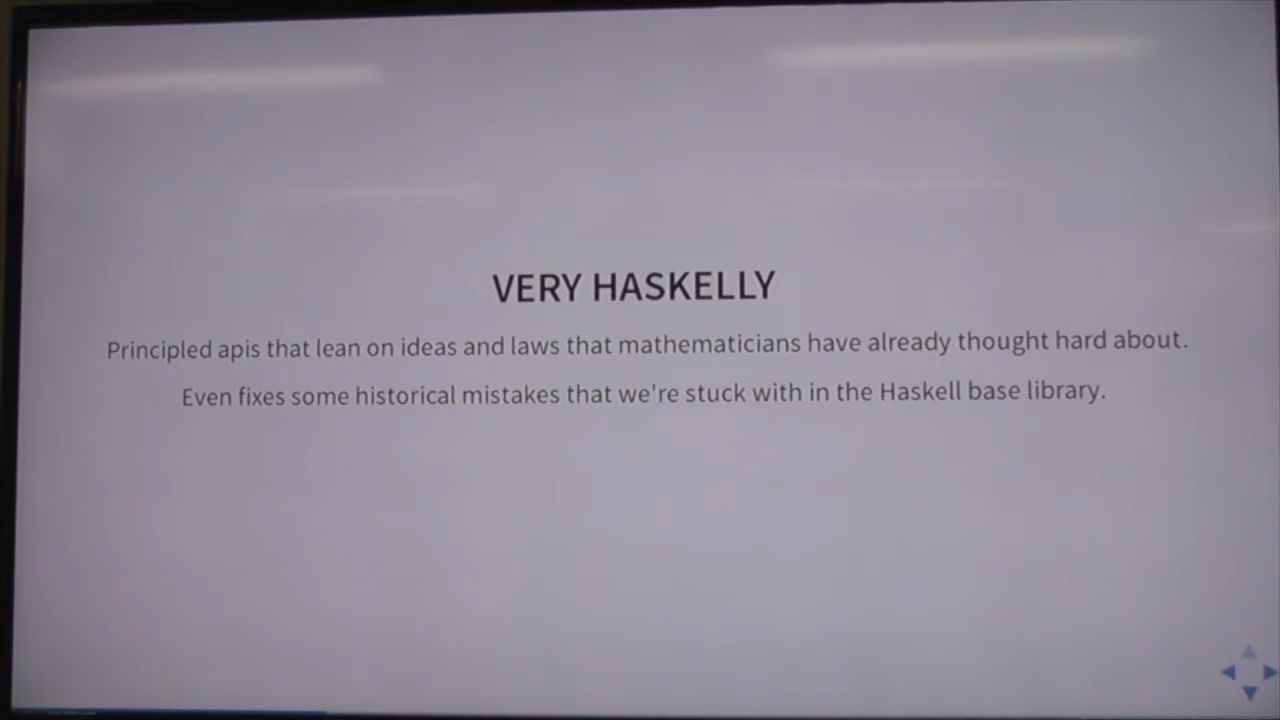 VERY HASKELLY
Principled apis that lean on ideas and laws that mathematicians have already thought hard about.
Even fixes some historical mistakes that we're stuck with in the Haskell base library.